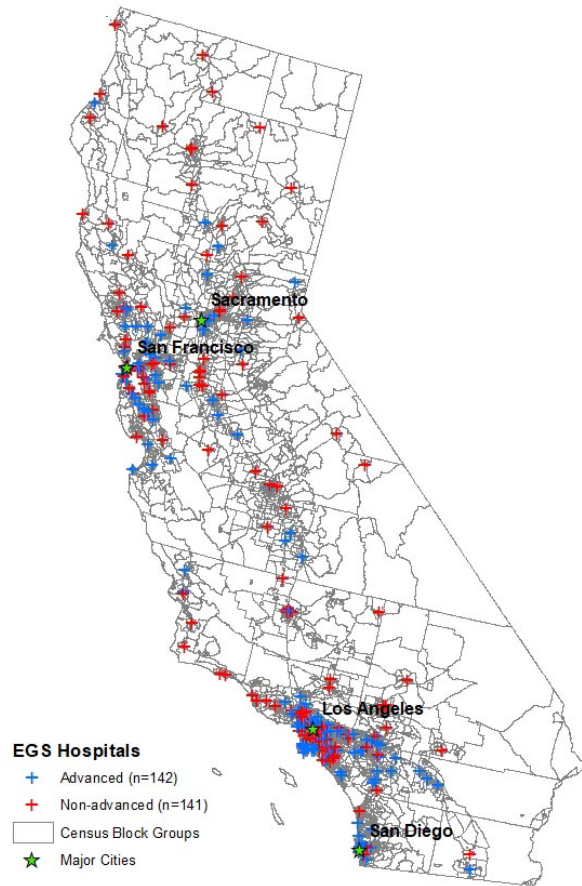 Sacramento
San Francisco
Los Angeles
San Diego
EGS Hospitals
Advanced (n=142)
Non-advanced (n=141)
Census Block Groups
Major Cities